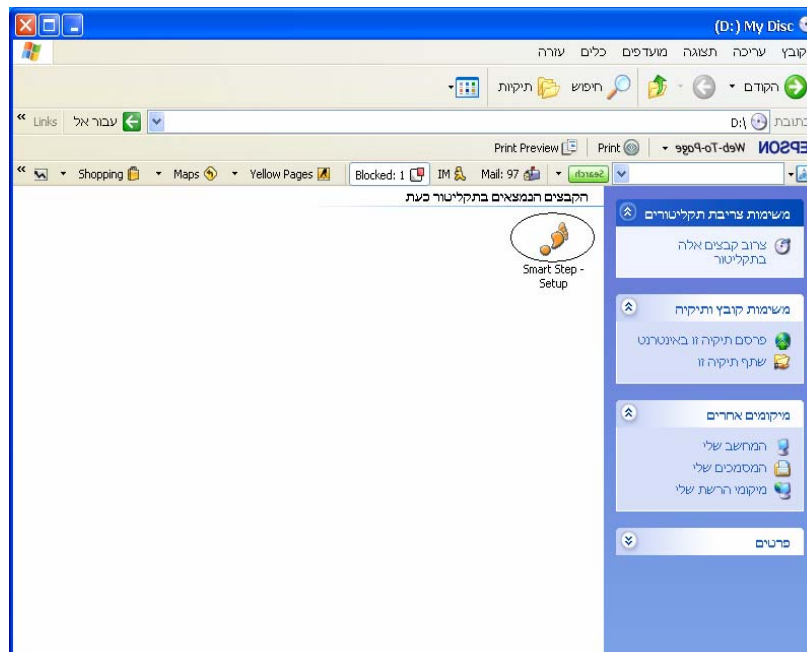 (D:) My Disc
קובץ עריכה תצוגה מועדפים כלים עזרה
הקודם חיפוש תיקיות
כתובת D:\ עבור אל Links
EPSON Web-To-Page Print Print Preview
Search Mail: 97 IM Blocked: 1 Yellow Pages Maps Shopping
הקבצים הנמצאים בתקליטור כעת
Smart Step -
Setup
משימות צריבת תקליטורים
צרוב קבצים אלה
בתקליטור
משימות קובץ ותיקיה
פרסם תיקיה זו באינטרנט
שתף תיקיה זו
מיקומים אחרים
המחשב שלי
המסמכים שלי
מיקומי הרשת שלי
פרטים